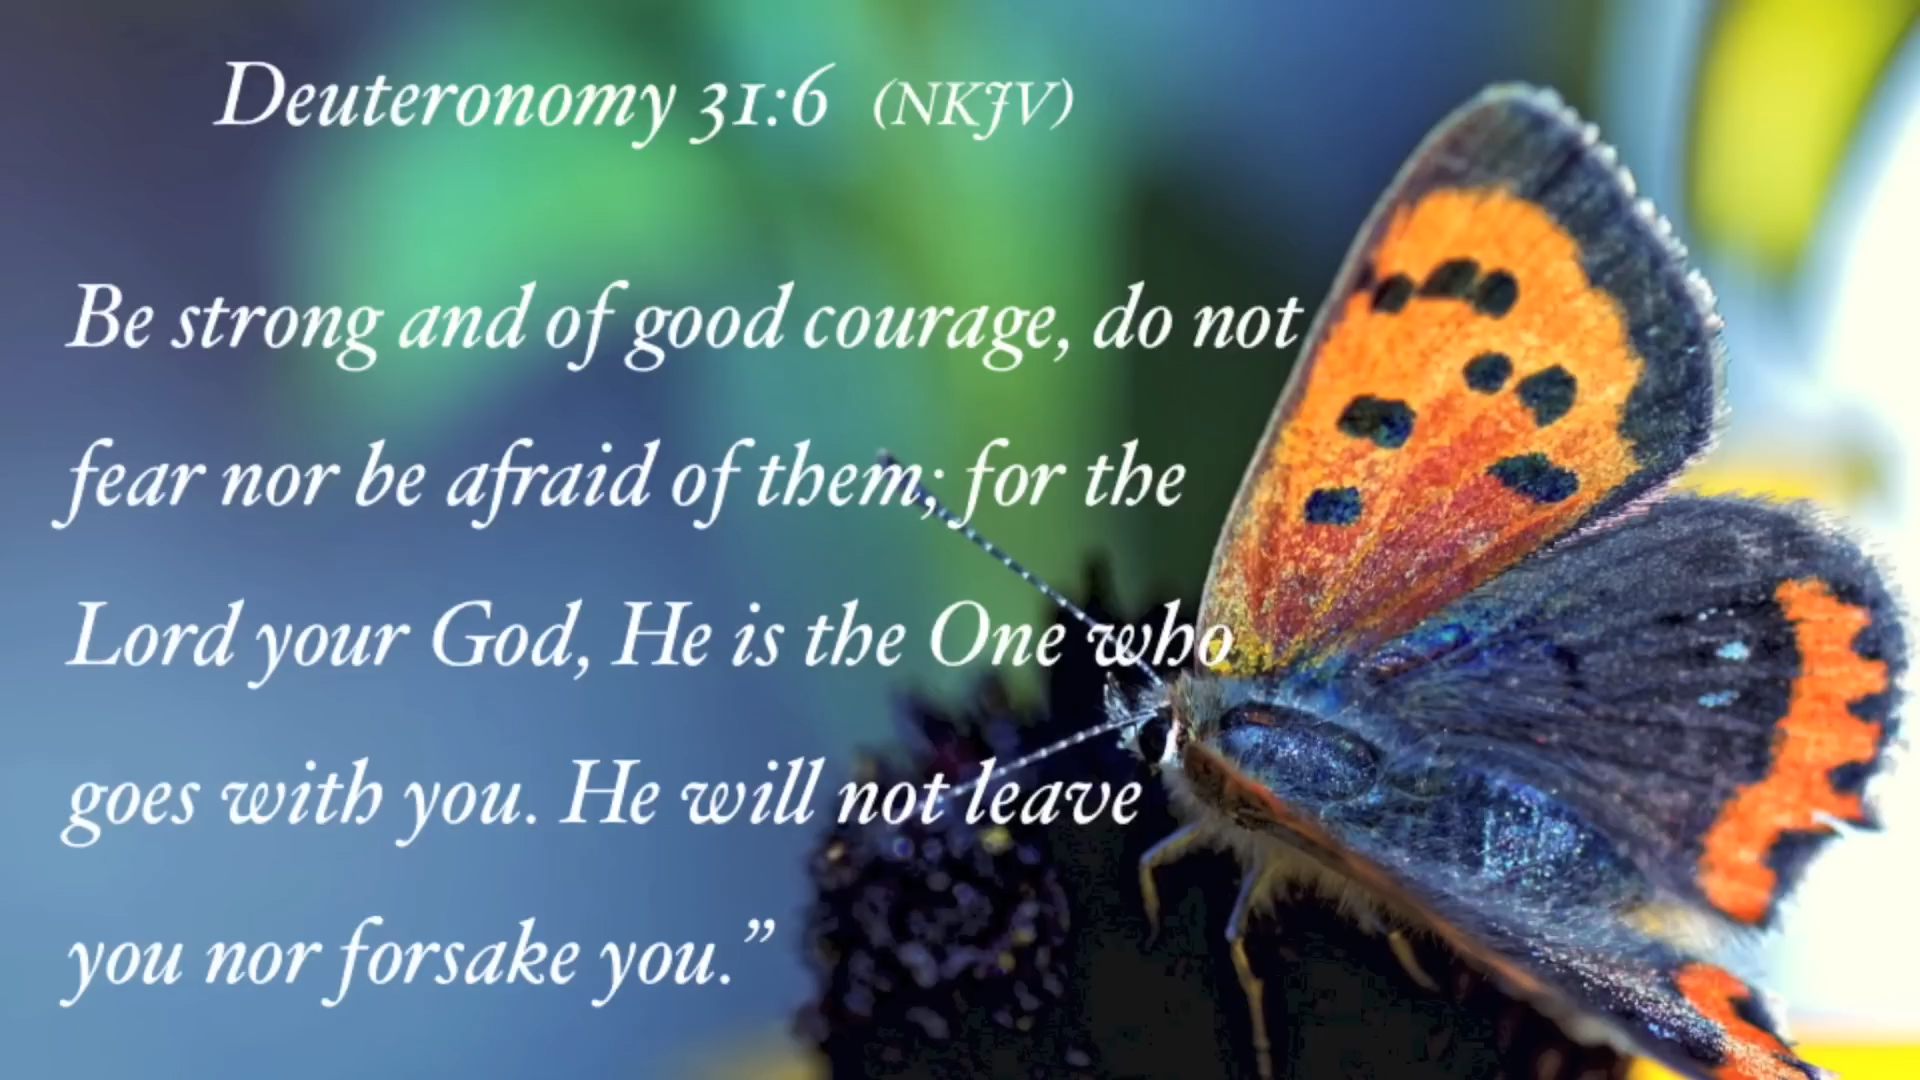 Deuteronomy 31:6 (NKJV)
Be strong and of good courage, do not
fear nor be afraid of them; for the
Lord your God, He is the One who
goes with you. He will not leave
you nor forsake you.”